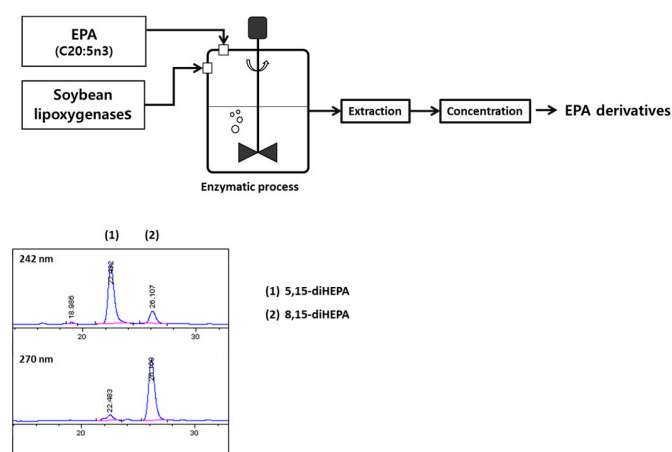 EPA
(C20:5n3)
Soybean
lipoxygenases
Extraction
Concentration
EPA derivatives
Enzymatic process
(1)
(2)
242 nm
18.986
26.107
20
30
270 nm
22.483
20
30
(1) 5,15-diHEPA
(2) 8,15-diHEPA